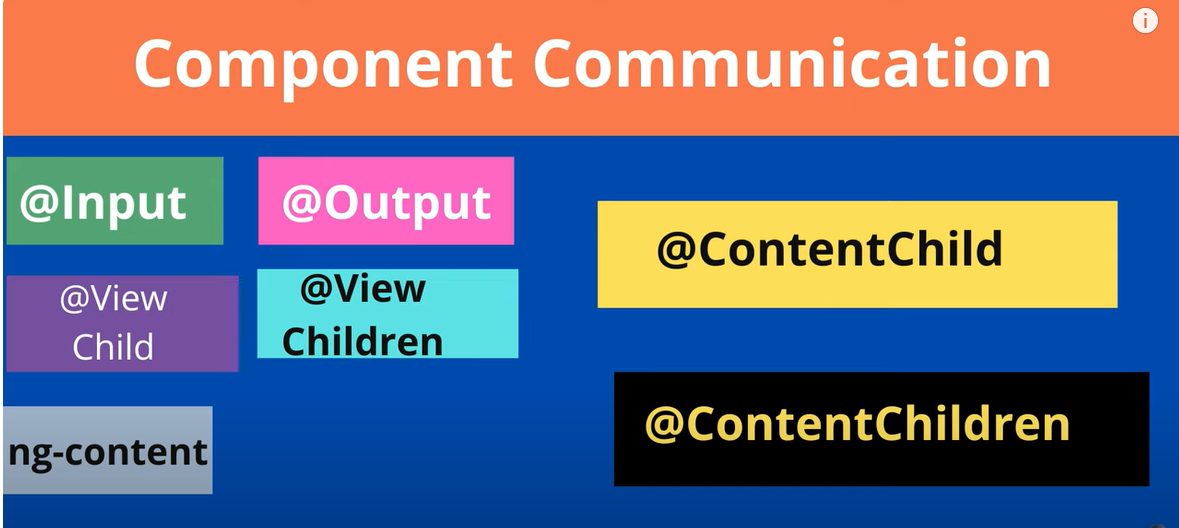 Component Communication
@Input
@Output
@View
Child
@View
Children
ng-content
@ContentChild
@ContentChildren